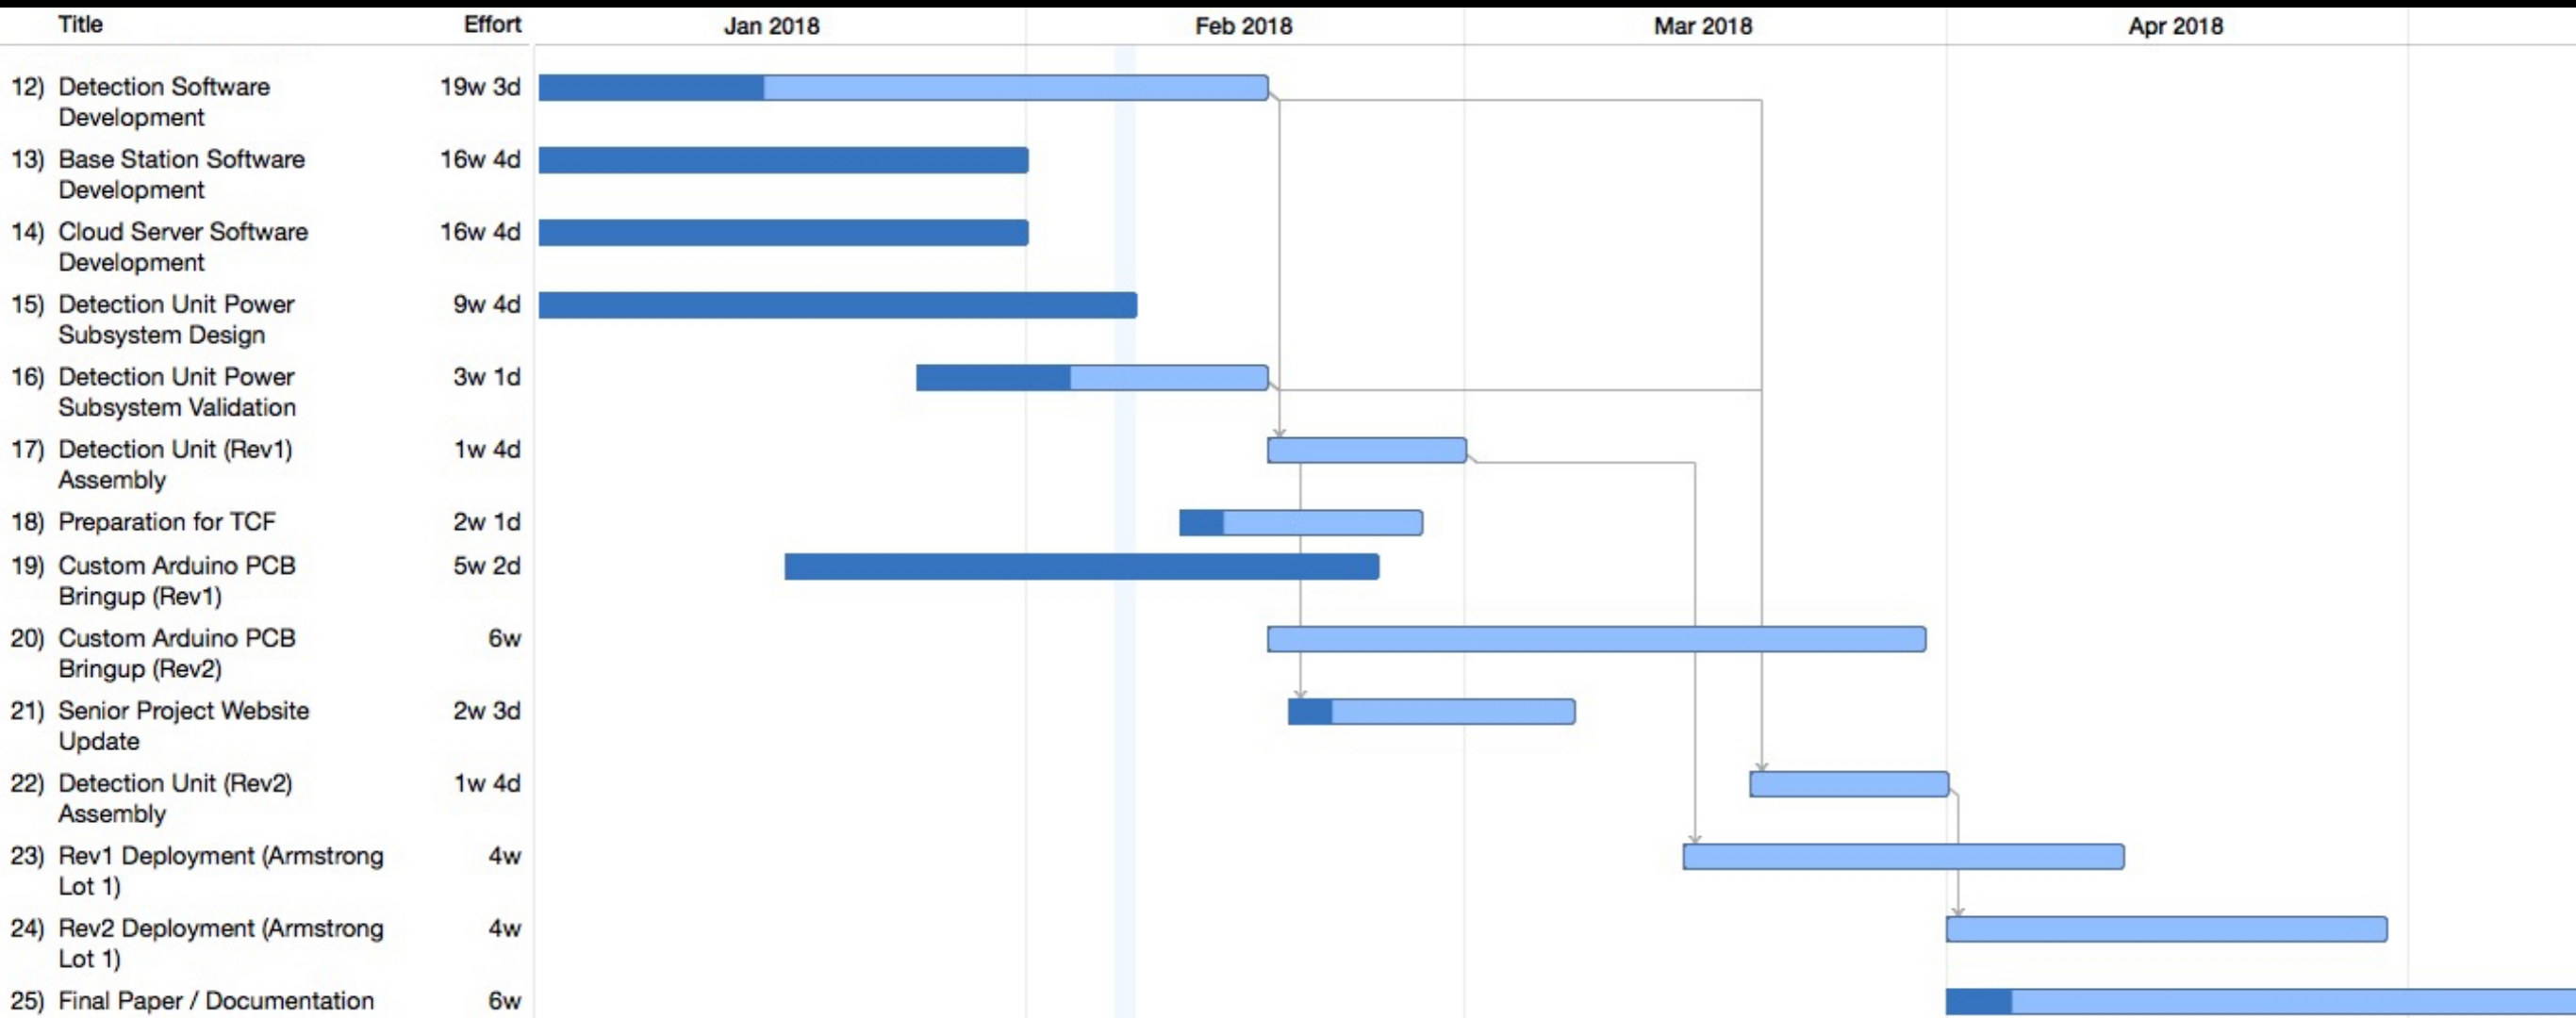 Title Effort Jan 2018 Feb 2018 Mar 2018 Apr 2018
12) Detection Software 19w 3d
Development
13) Base Station Software 16w 4d
Development
14) Cloud Server Software 16w 4d
Development
15) Detection Unit Power 9w 4d
Subsystem Design
16) Detection Unit Power 3w 1d
Subsystem Validation
17) Detection Unit (Rev1) 1w 4d
Assembly
18) Preparation for TCF 2w 1d
19) Custom Arduino PCB 5w 2d
Bringup (Rev1)
20) Custom Arduino PCB 6w
Bringup (Rev2)
21) Senior Project Website 2w 3d
Update
22) Detection Unit (Rev2) 1w 4d
Assembly
23) Rev1 Deployment (Armstrong 4w
Lot 1)
24) Rev2 Deployment (Armstrong 4w
Lot 1)
25) Final Paper / Documentation 6w